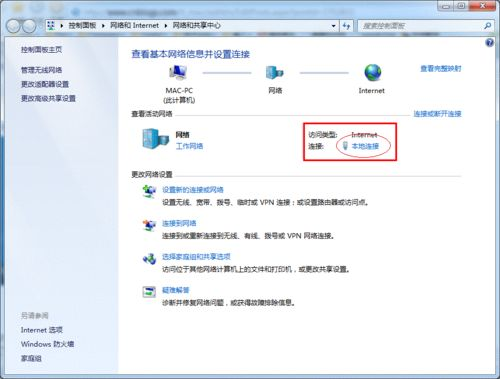 控制面板 ▸ 网络和 Internet ▸ 网络和共享中心
搜索控制面板
控制面板主页
管理无线网络
更改适配器设置
更改高级共享设置
查看基本网络信息并设置连接
查看完整映射
MAC-PC
(此计算机)
网络
Internet
查看活动网络
连接或断开连接
网络
工作网络
访问类型: Internet
连接: 本地连接
更改网络设置
设置新的连接或网络
设置无线、宽带、拨号、临时或 VPN 连接；或设置路由器或访问点。
连接到网络
连接到或重新连接到无线、有线、拨号或 VPN 网络连接。
选择家庭组和共享选项
访问位于其他网络计算机上的文件和打印机，或更改共享设置。
疑难解答
诊断并修复网络问题，或获得故障排除信息。
另请参阅
Internet 选项
Windows 防火墙
家庭组